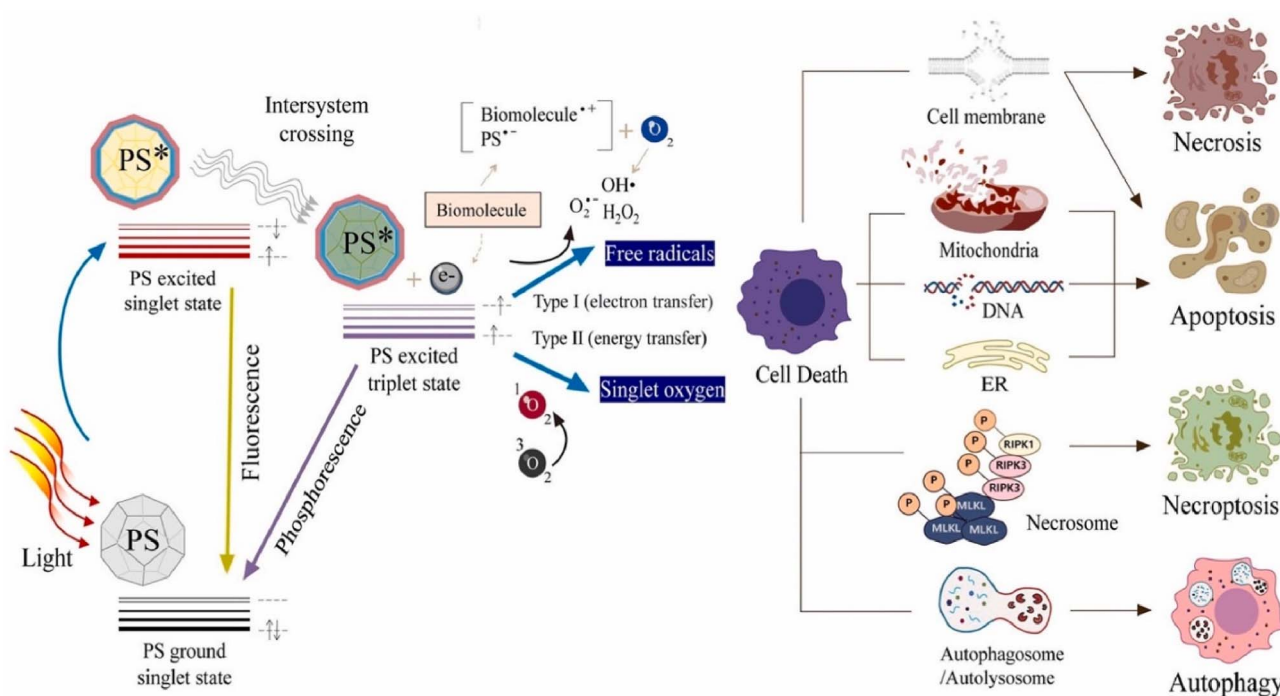 Intersystem
crossing
PS*
PS excited
singlet state
PS*
PS excited
triplet state
Biomolecule•+
PS•−
+
O2
Biomolecule
+
e-
O2•−
OH•
H2O2
Free radicals
Type I (electron transfer)
Type II (energy transfer)
Singlet oxygen
1O2
3O2
Fluorescence
Phosphorescence
Light
PS
PS ground
singlet state
Cell Death
Cell membrane
Mitochondria
DNA
ER
P
P
P
P
P
P
RIPK1
RIPK3
RIPK3
MLKL
MLKL
MLKL
Necrosome
Autophagosome
/Autolysosome
Necrosis
Apoptosis
Necroptosis
Autophagy